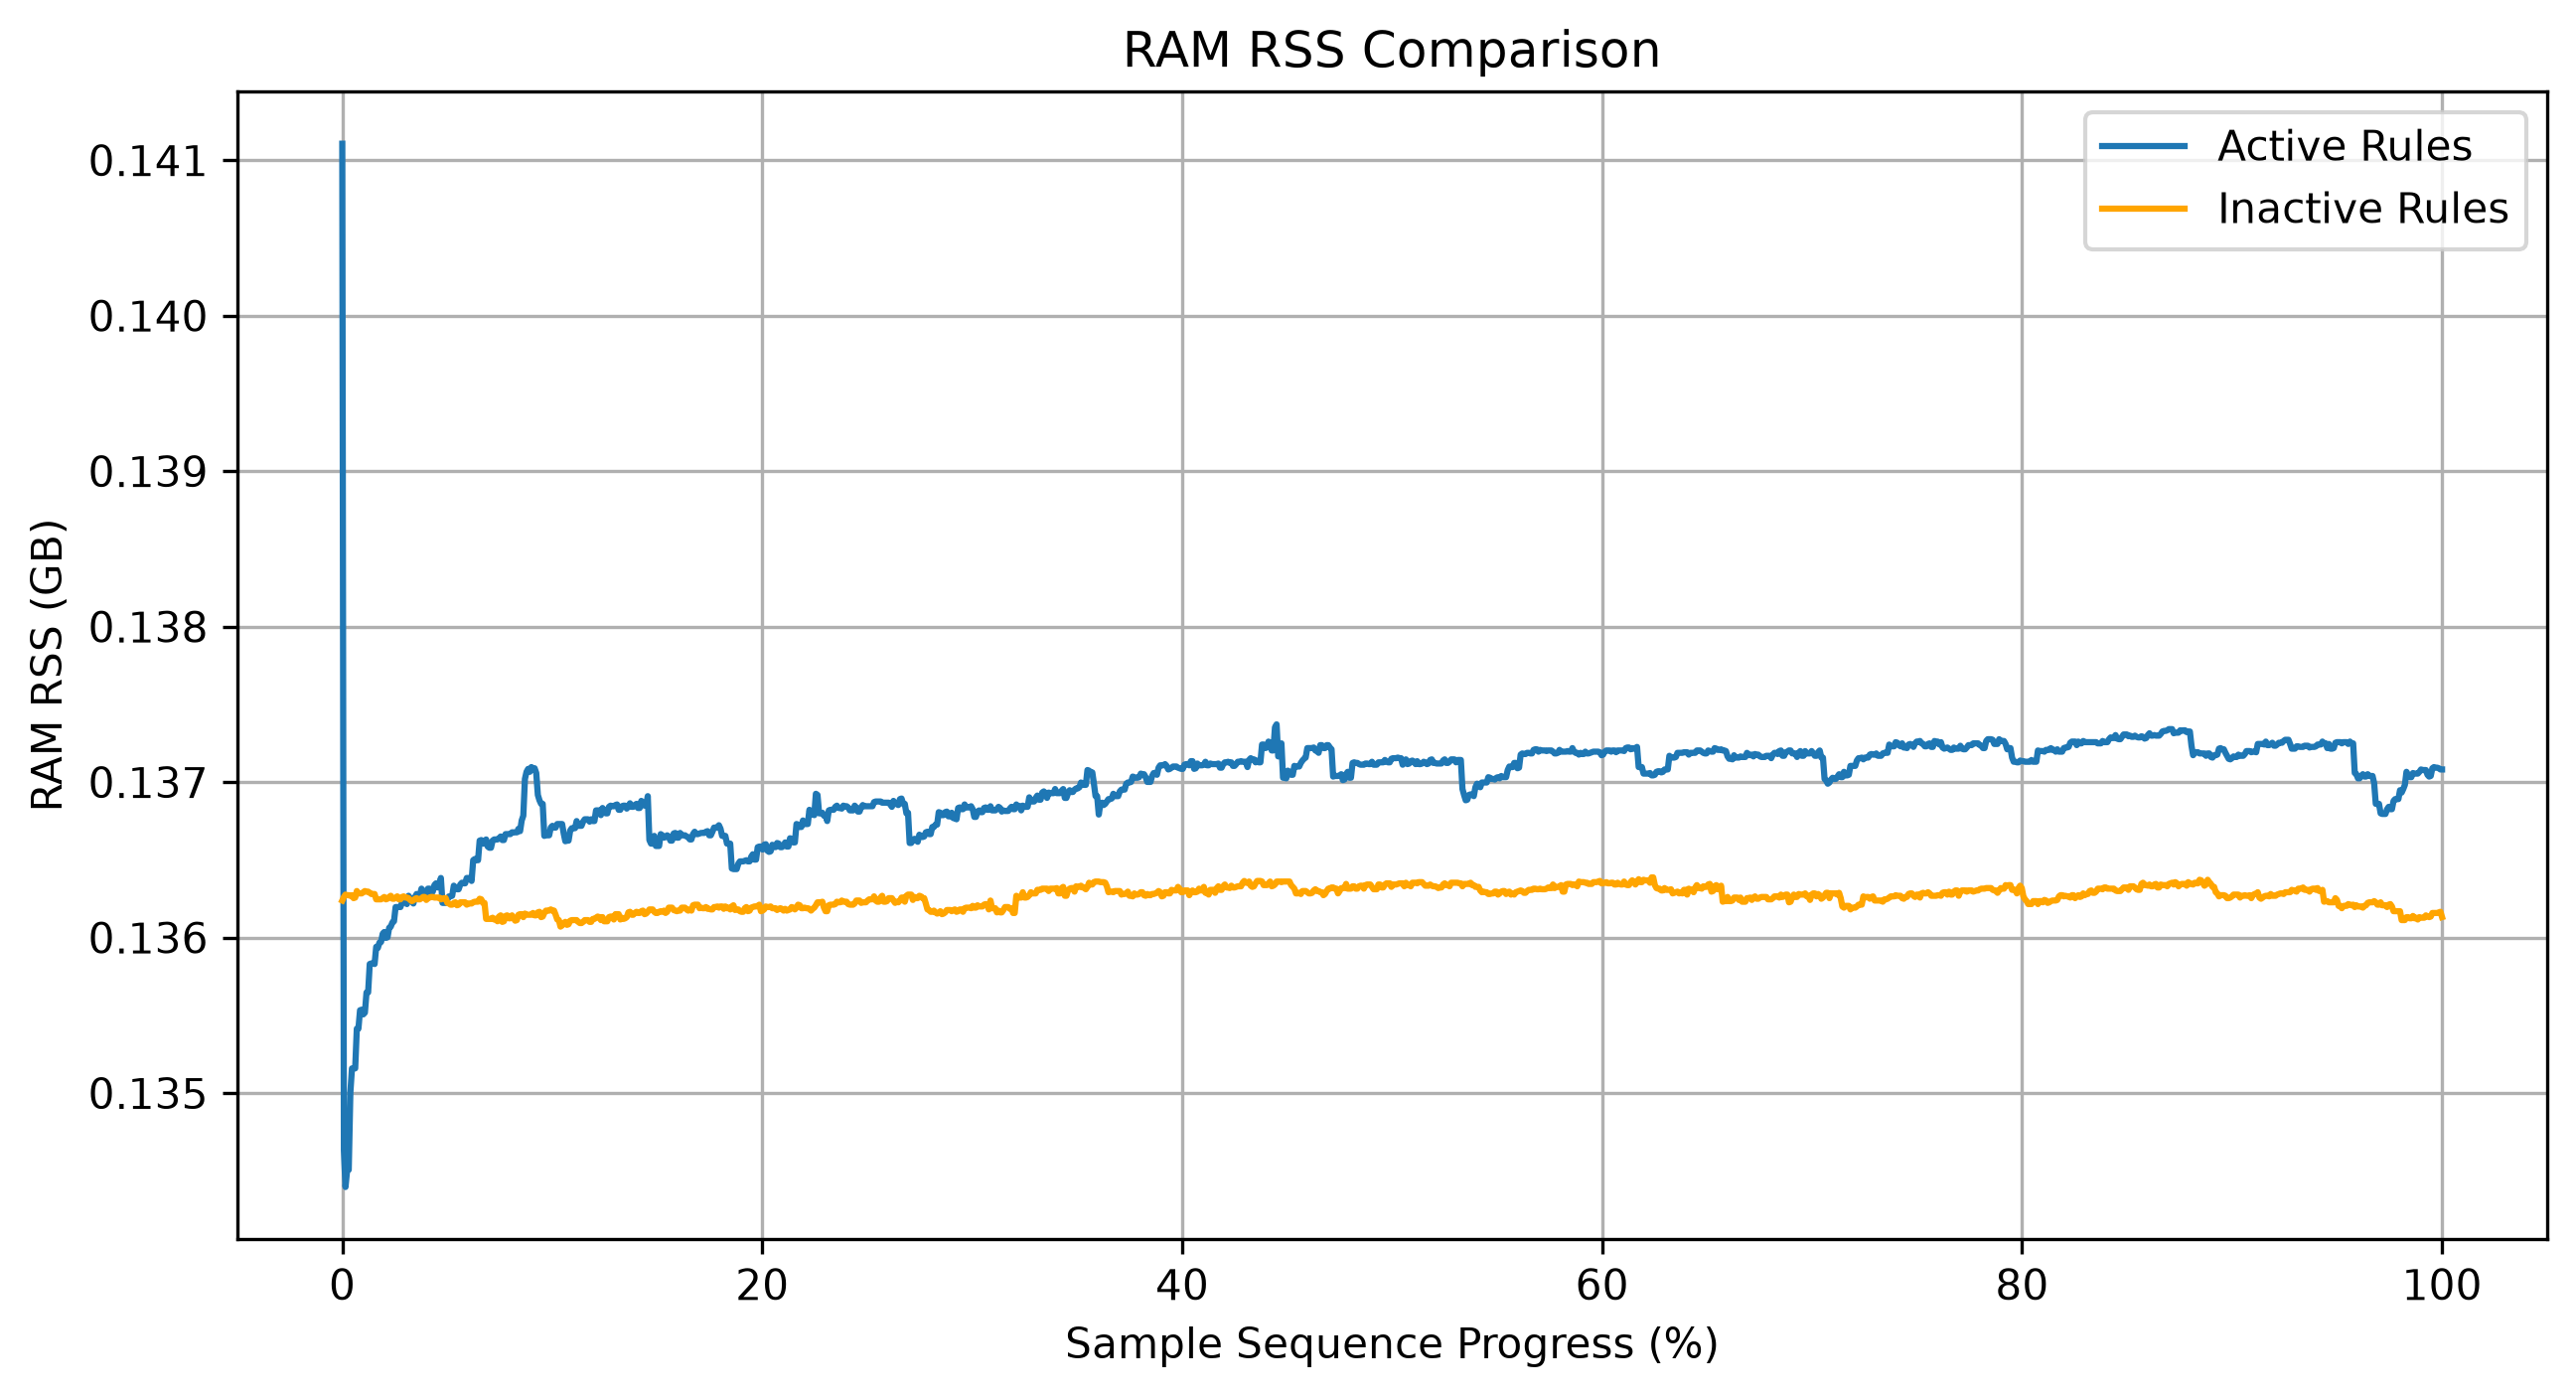 RAM RSS Comparison
Active Rules
Inactive Rules
RAM RSS (GB)
0.141
0.140
0.139
0.138
0.137
0.136
0.135
0 20 40 60 80 100
Sample Sequence Progress (%)